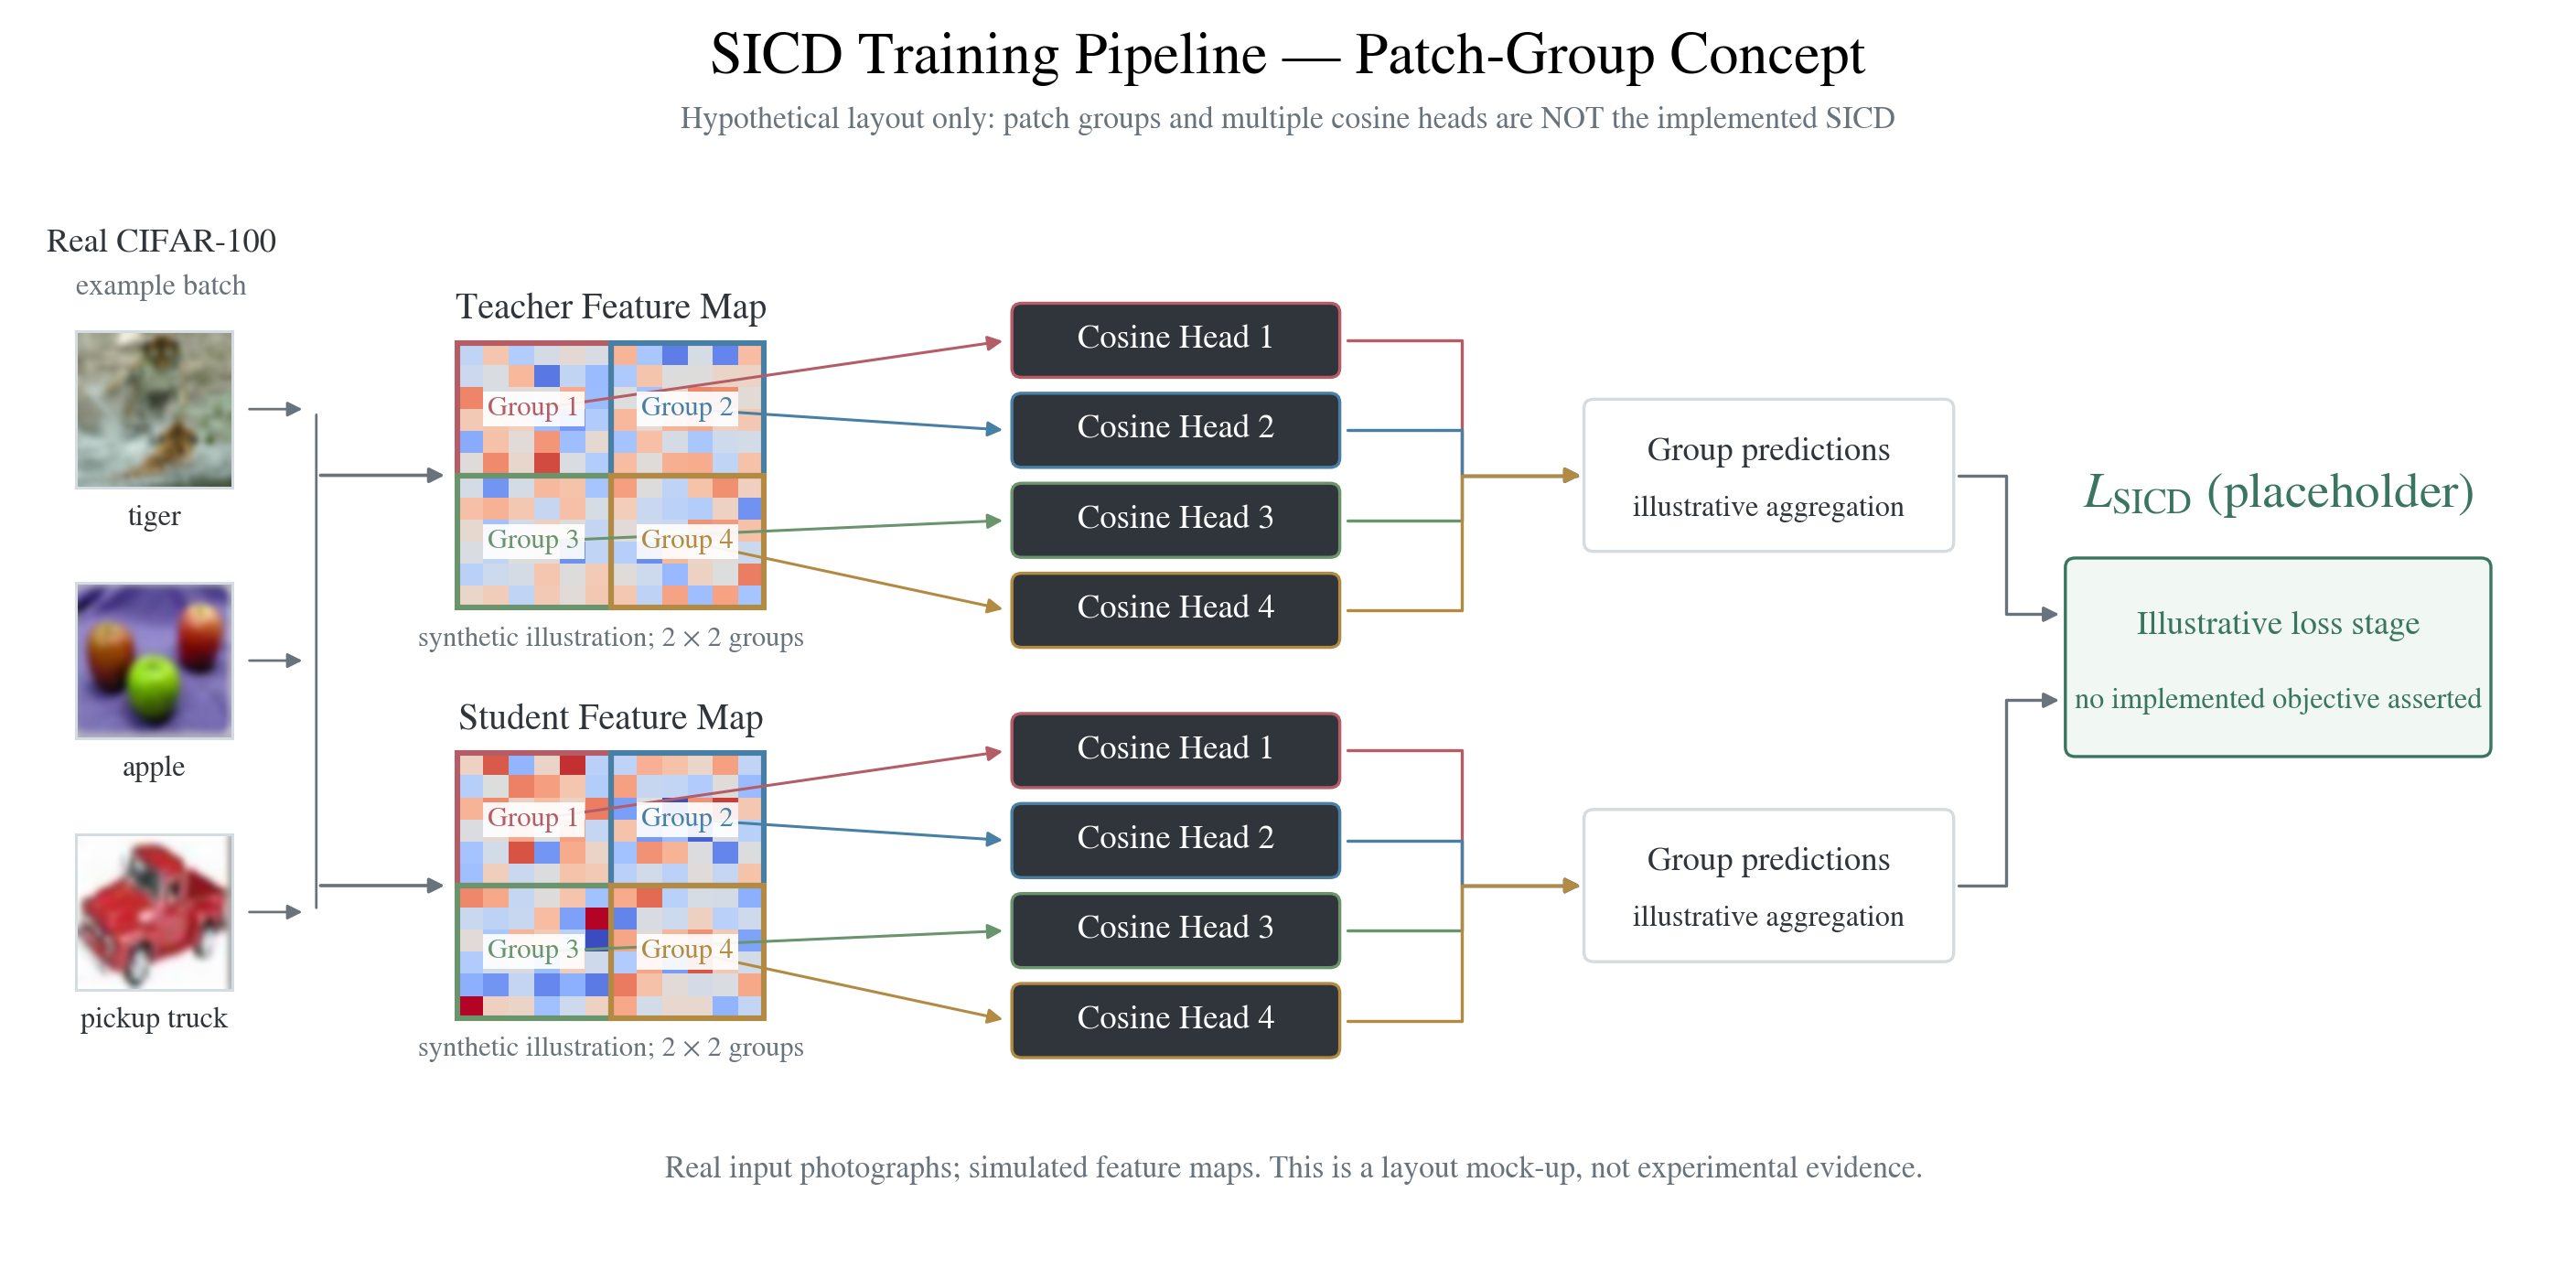 SICD Training Pipeline — Patch-Group Concept
Hypothetical layout only: patch groups and multiple cosine heads are NOT the implemented SICD
Real CIFAR-100
example batch
tiger
apple
pickup truck
Teacher Feature Map
Group 1
Group 2
Group 3
Group 4
synthetic illustration; 2 × 2 groups
Cosine Head 1
Cosine Head 2
Cosine Head 3
Cosine Head 4
Group predictions
illustrative aggregation
Student Feature Map
Group 1
Group 2
Group 3
Group 4
synthetic illustration; 2 × 2 groups
Cosine Head 1
Cosine Head 2
Cosine Head 3
Cosine Head 4
Group predictions
illustrative aggregation
L_SICD (placeholder)
Illustrative loss stage
no implemented objective asserted
Real input photographs; simulated feature maps. This is a layout mock-up, not experimental evidence.